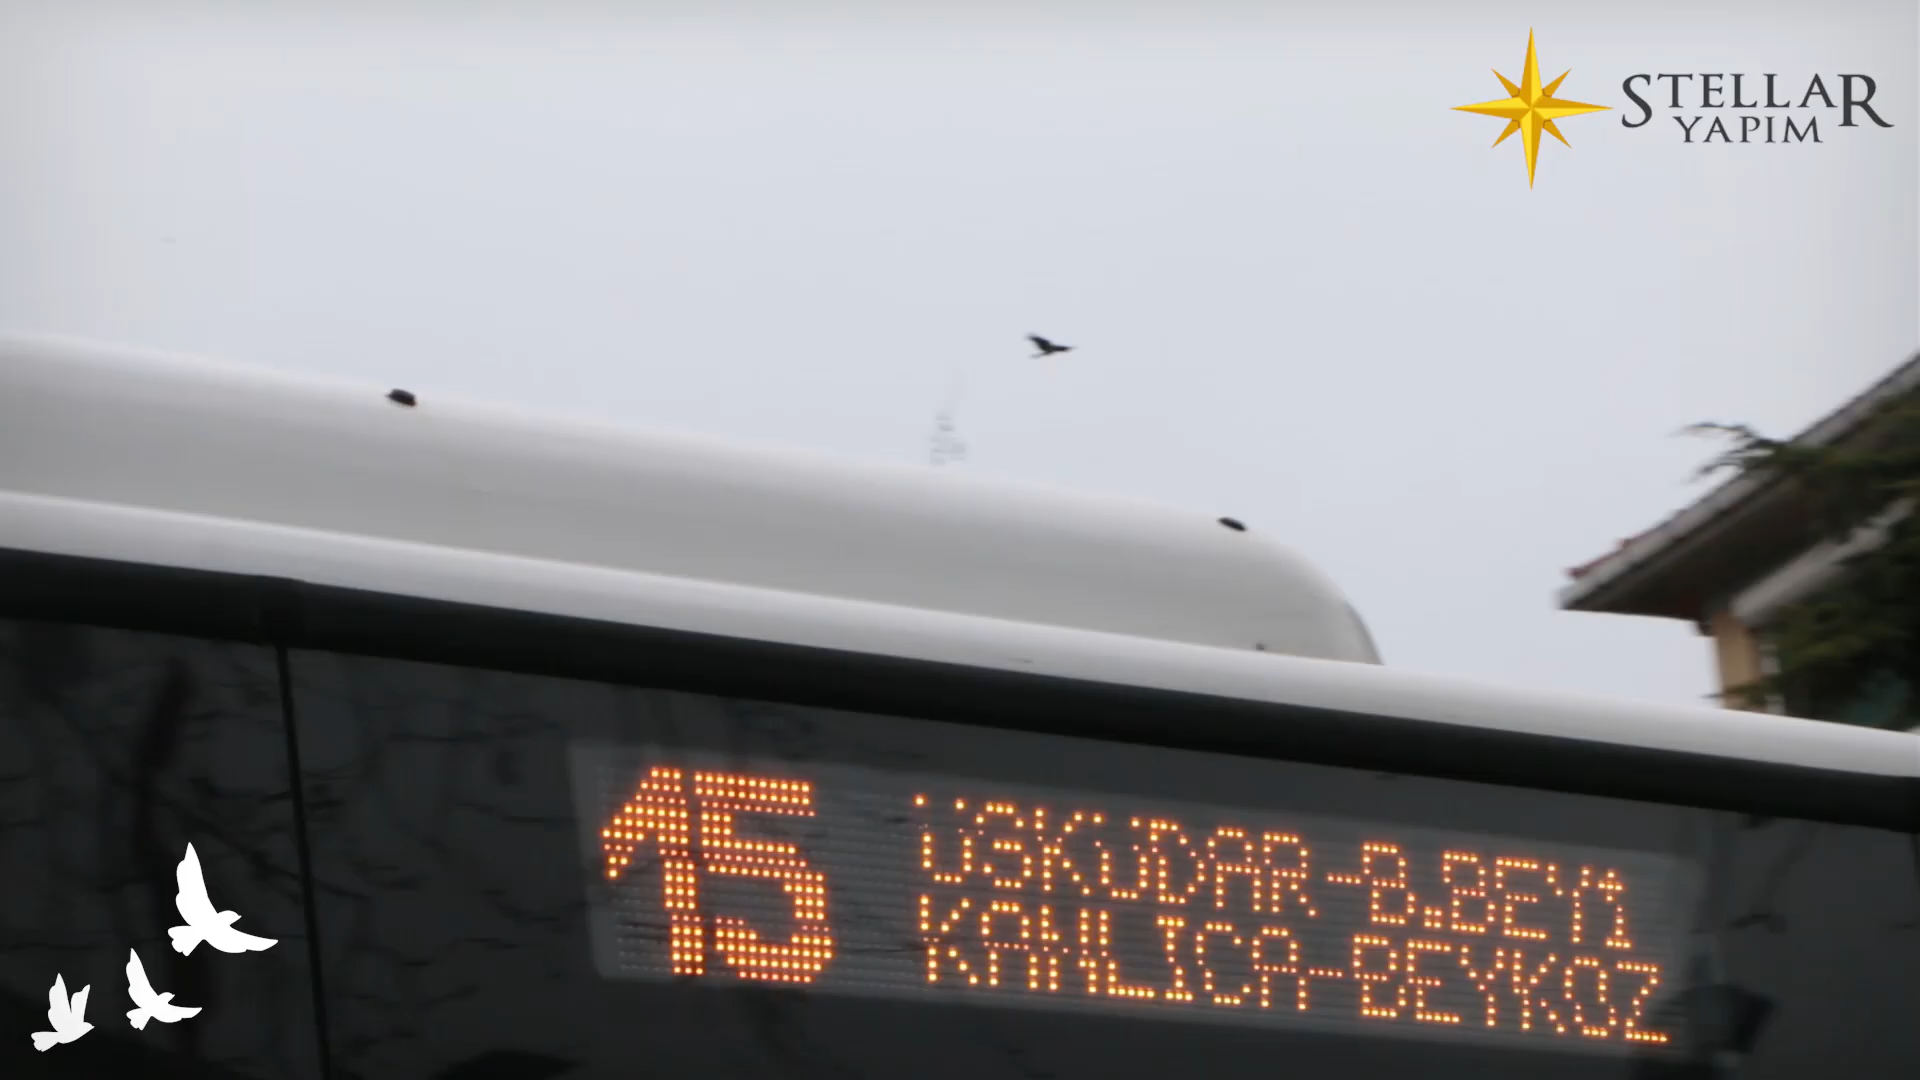 STELLAR
YAPIM
15
ÜSKÜDAR-B.BEYİ
KANLICA-BEYKOZ